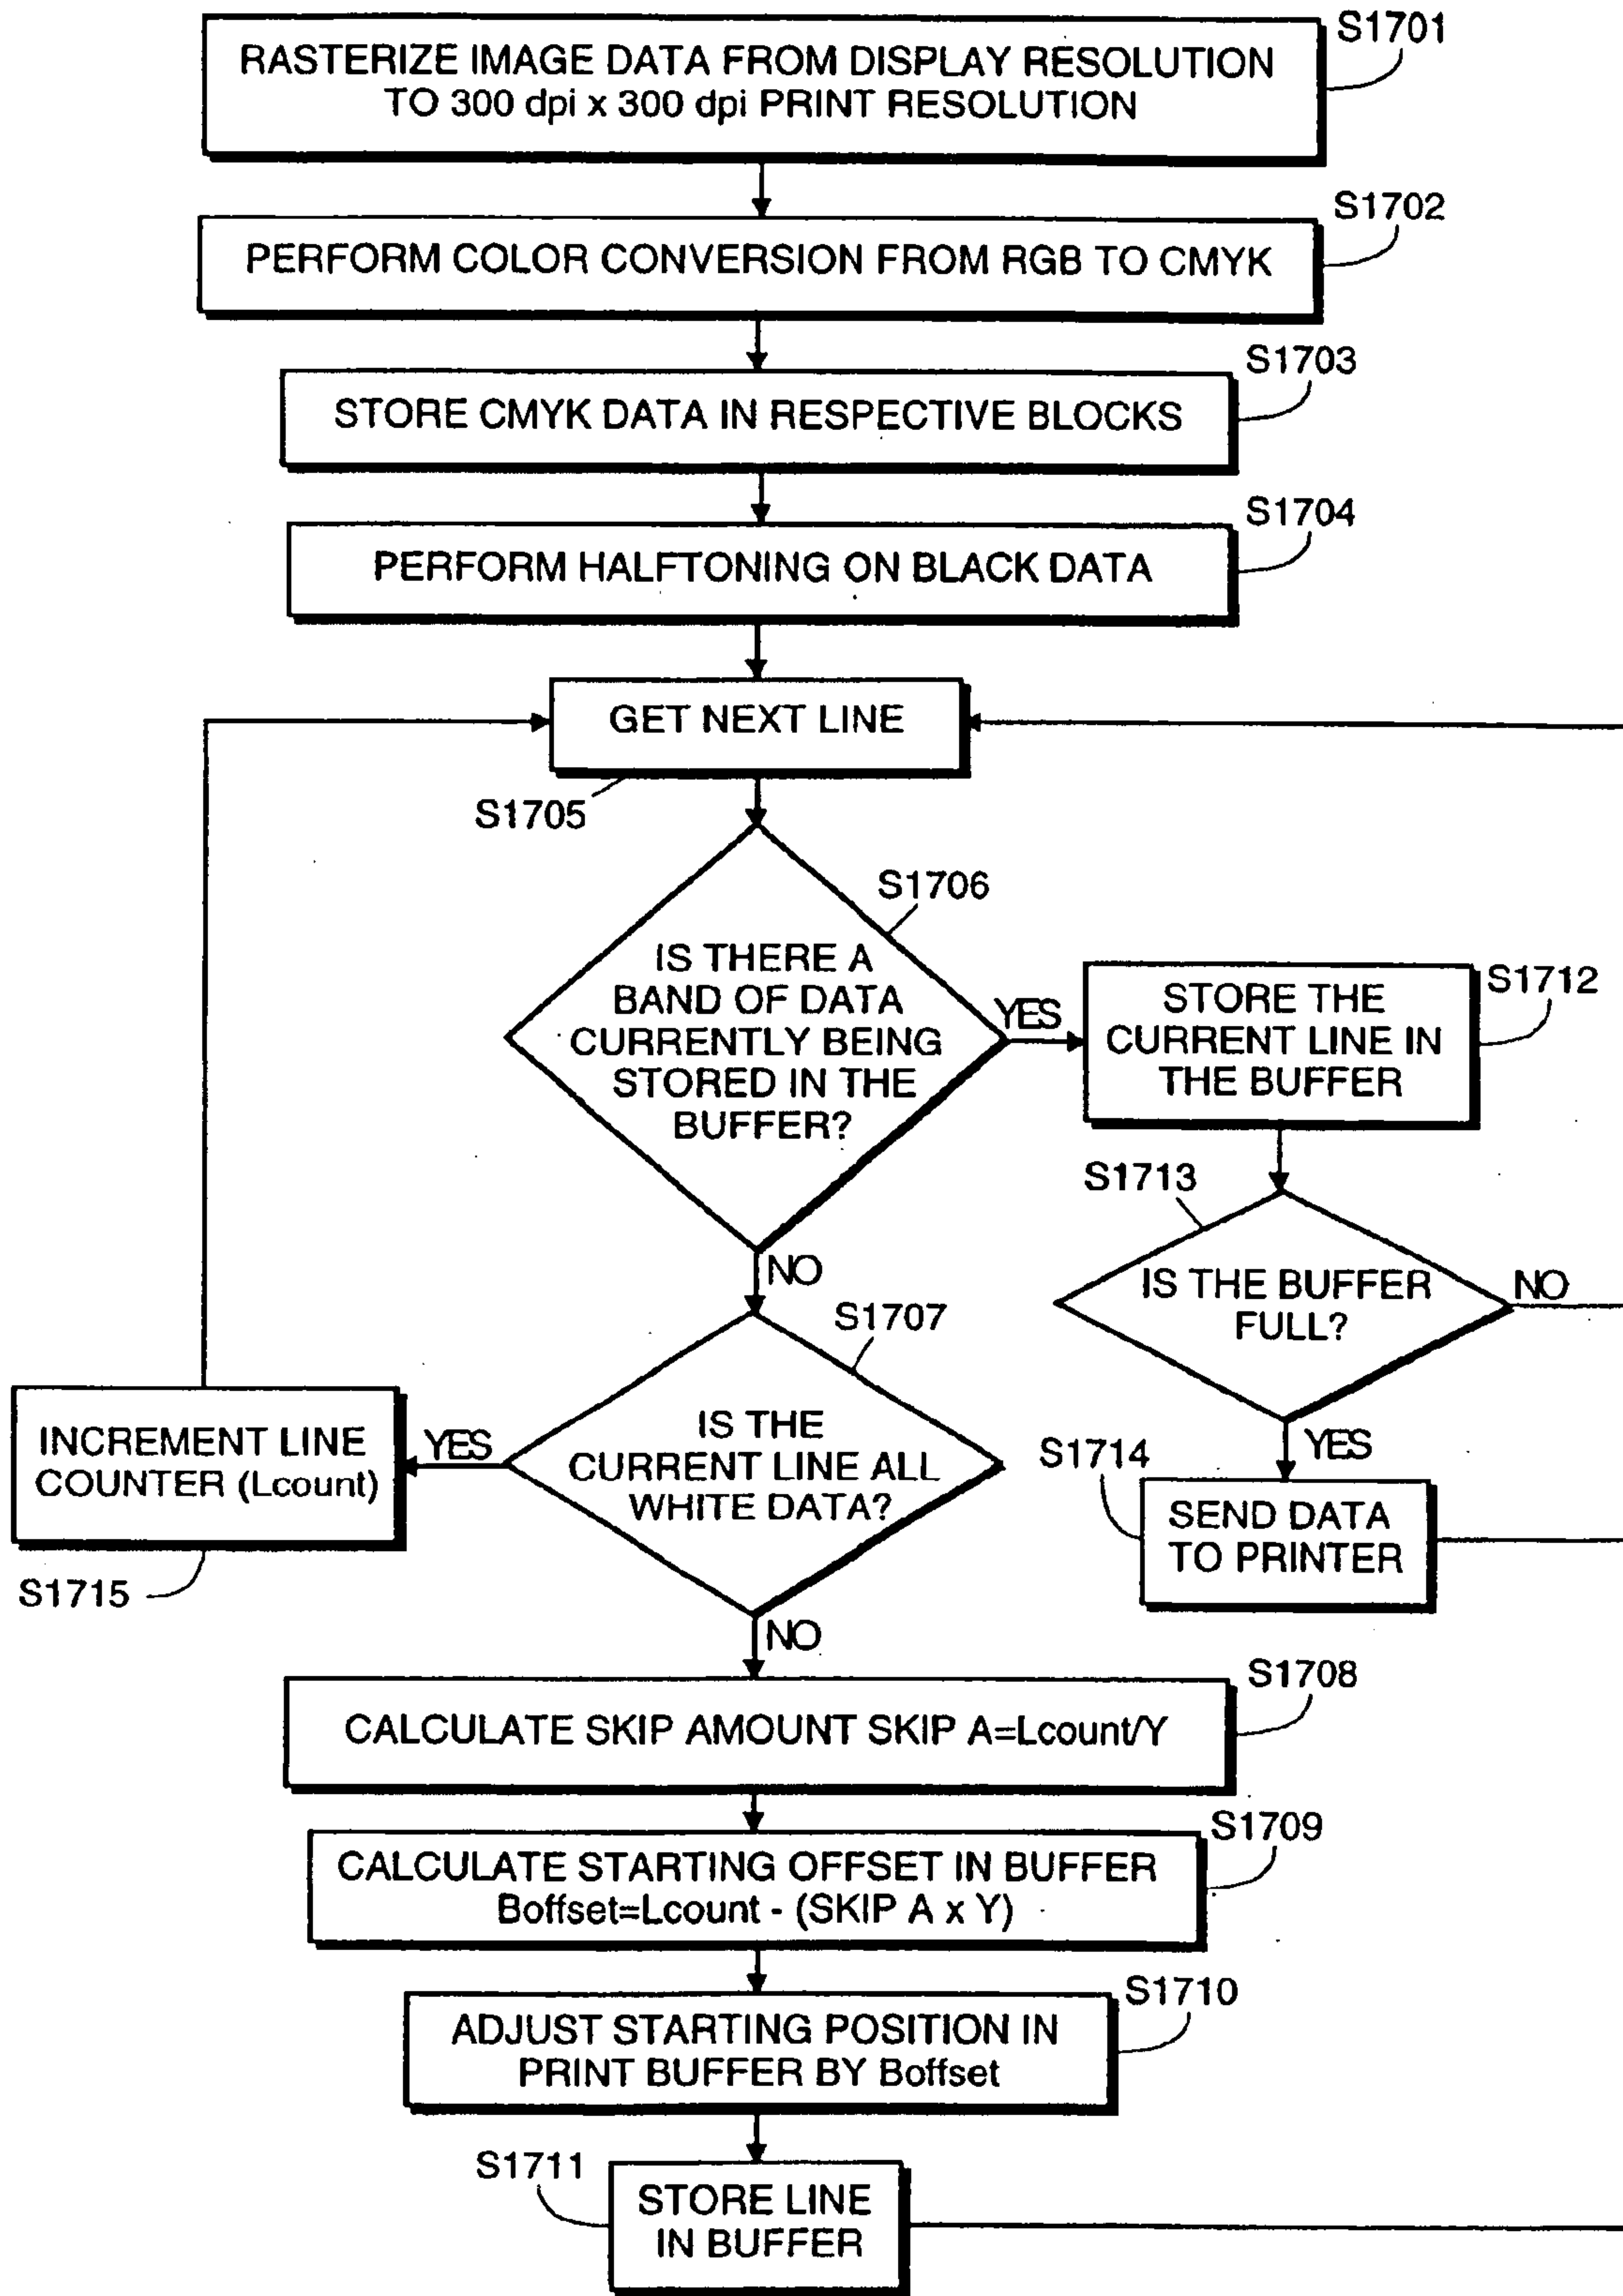 S1701
RASTERIZE IMAGE DATA FROM DISPLAY RESOLUTION
TO 300 dpi x 300 dpi PRINT RESOLUTION
S1702
PERFORM COLOR CONVERSION FROM RGB TO CMYK
S1703
STORE CMYK DATA IN RESPECTIVE BLOCKS
S1704
PERFORM HALFTONING ON BLACK DATA
GET NEXT LINE
S1705
S1706
IS THERE A
BAND OF DATA
CURRENTLY BEING
STORED IN THE
BUFFER?
YES
S1712
STORE THE
CURRENT LINE IN
THE BUFFER
S1713
IS THE BUFFER
FULL?
NO
YES
S1714
SEND DATA
TO PRINTER
NO
S1707
IS THE
CURRENT LINE ALL
WHITE DATA?
YES
INCREMENT LINE
COUNTER (Lcount)
S1715
NO
S1708
CALCULATE SKIP AMOUNT SKIP A=Lcount/Y
S1709
CALCULATE STARTING OFFSET IN BUFFER
Boffset=Lcount - (SKIP A x Y)
S1710
ADJUST STARTING POSITION IN
PRINT BUFFER BY Boffset
S1711
STORE LINE
IN BUFFER